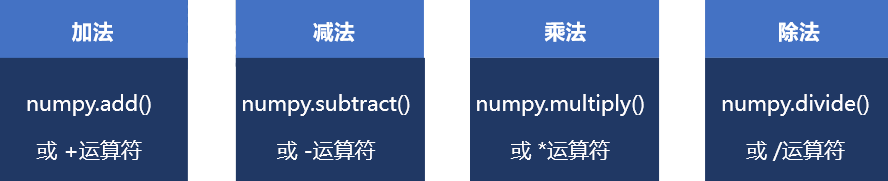 加法
numpy.add()
或 +运算符
减法
numpy.subtract()
或 -运算符
乘法
numpy.multiply()
或 *运算符
除法
numpy.divide()
或 /运算符